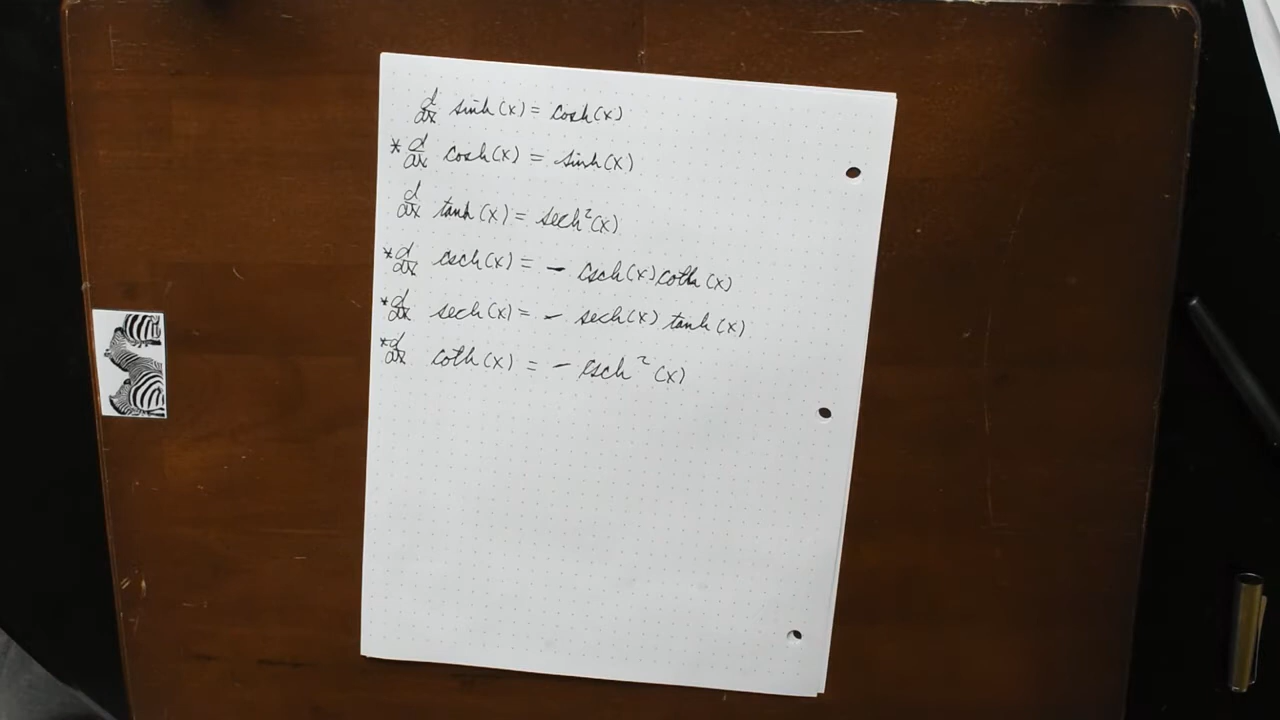 d/dx sinh(x) = cosh(x)
* d/dx cosh(x) = sinh(x)
d/dx tanh(x) = sech²(x)
* d/dx csch(x) = - csch(x) coth(x)
* d/dx sech(x) = - sech(x) tanh(x)
* d/dx coth(x) = - csch²(x)